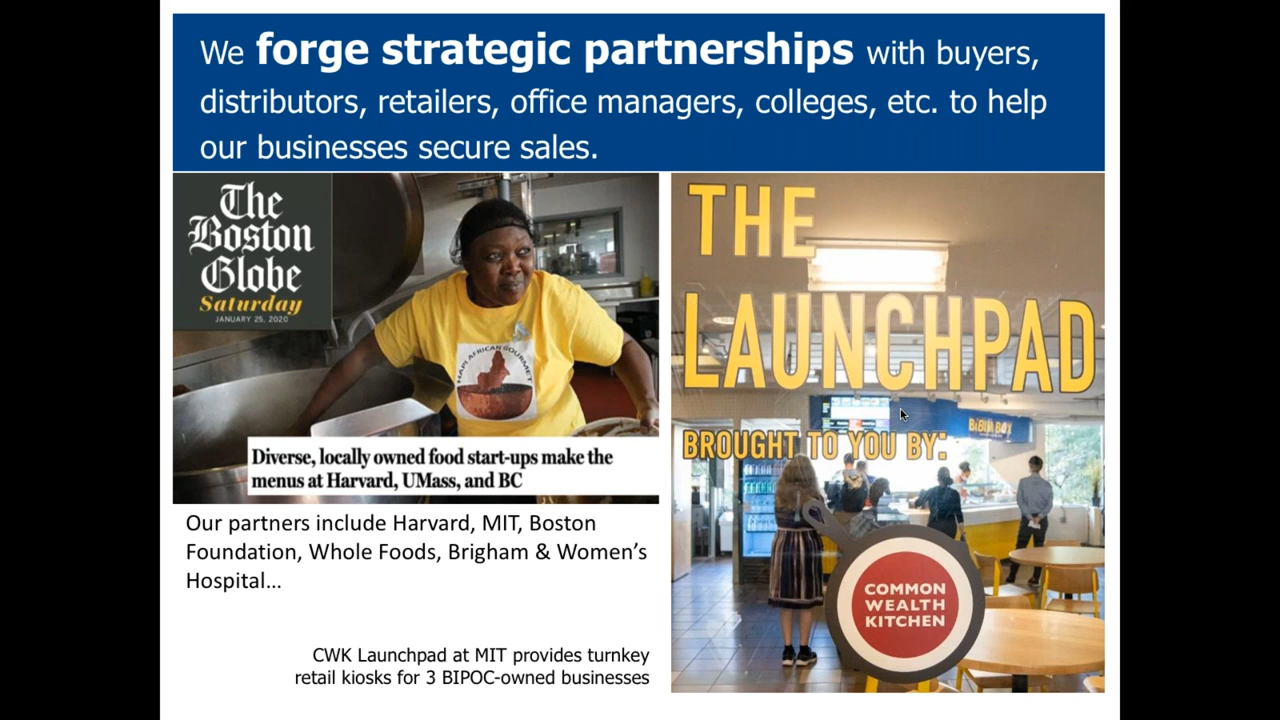 We forge strategic partnerships with buyers,
distributors, retailers, office managers, colleges, etc. to help
our businesses secure sales.
The
Boston
Globe
Saturday
JANUARY 25, 2020
HAPI AFRICAN GOURMET
Diverse, locally owned food start-ups make the
menus at Harvard, UMass, and BC
Our partners include Harvard, MIT, Boston
Foundation, Whole Foods, Brigham & Women’s
Hospital...
CWK Launchpad at MIT provides turnkey
retail kiosks for 3 BIPOC-owned businesses
THE
LAUNCHPAD
BiBiM BOX
BROUGHT TO YOU BY:
COMMON
WEALTH
KITCHEN